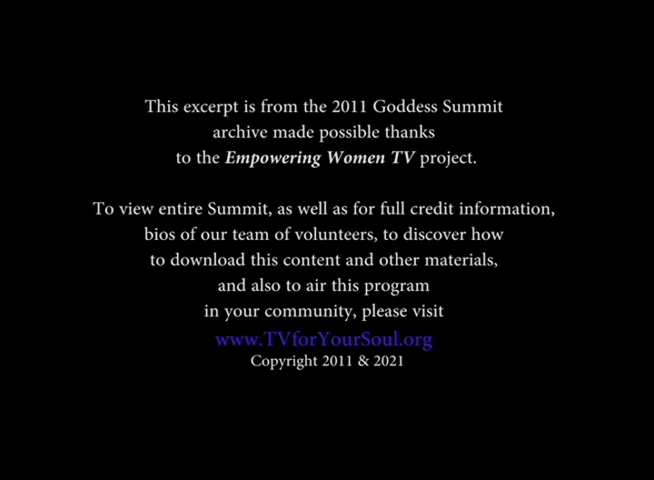 This excerpt is from the 2011 Goddess Summit
archive made possible thanks
to the Empowering Women TV project.
To view entire Summit, as well as for full credit information,
bios of our team of volunteers, to discover how
to download this content and other materials,
and also to air this program
in your community, please visit
www.TVforYourSoul.org
Copyright 2011 & 2021